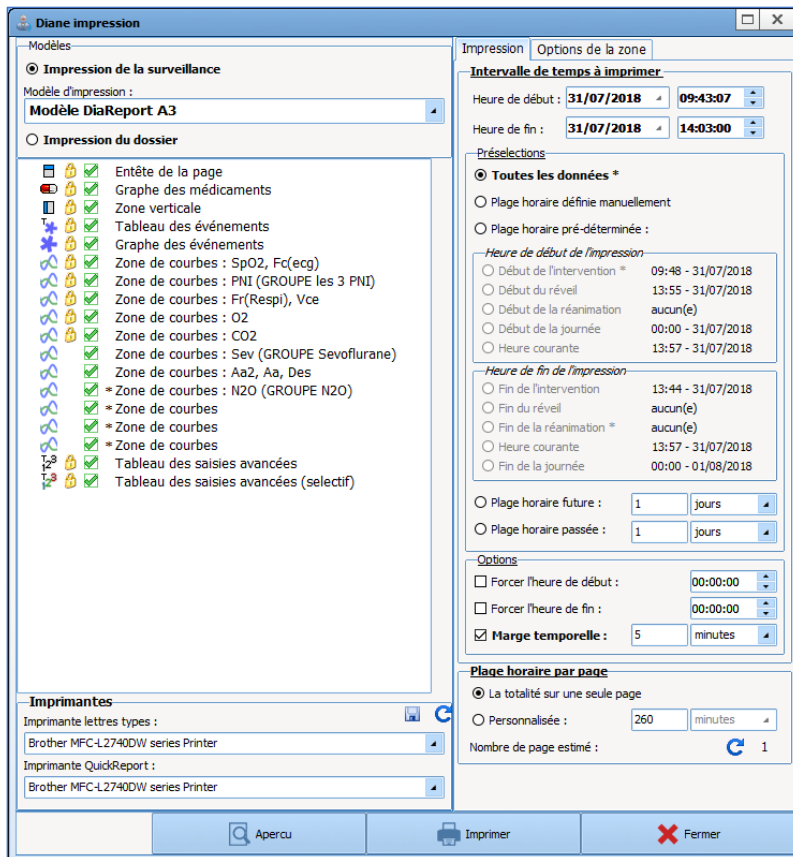 Diane impression
Modèles
Impression de la surveillance
Modèle d'impression :
Modèle DiaReport A3
Impression du dossier
Entête de la page
Graphe des médicaments
Zone verticale
Tableau des événements
Graphe des événements
Zone de courbes : SpO2, Fc(ecg)
Zone de courbes : PNI (GROUPE les 3 PNI)
Zone de courbes : Fr(Respi), Vce
Zone de courbes : O2
Zone de courbes : CO2
Zone de courbes : Sev (GROUPE Sevoflurane)
Zone de courbes : Aa2, Aa, Des
* Zone de courbes : N2O (GROUPE N2O)
* Zone de courbes
* Zone de courbes
* Zone de courbes
Tableau des saisies avancées
Tableau des saisies avancées (selectif)
Imprimantes
Imprimante lettres types :
Brother MFC-L2740DW series Printer
Imprimante QuickReport :
Brother MFC-L2740DW series Printer
Impression Options de la zone
Intervalle de temps à imprimer
Heure de début : 31/07/2018 09:43:07
Heure de fin : 31/07/2018 14:03:00
Préselections
Toutes les données *
Plage horaire définie manuellement
Plage horaire pré-déterminée :
Heure de début de l'impression
Début de l'intervention * 09:48 - 31/07/2018
Début du réveil 13:55 - 31/07/2018
Début de la réanimation aucun(e)
Début de la journée 00:00 - 31/07/2018
Heure courante 13:57 - 31/07/2018
Heure de fin de l'impression
Fin de l'intervention 13:44 - 31/07/2018
Fin du réveil aucun(e)
Fin de la réanimation * aucun(e)
Heure courante 13:57 - 31/07/2018
Fin de la journée 00:00 - 01/08/2018
Plage horaire future : 1 jours
Plage horaire passée : 1 jours
Options
Forcer l'heure de début : 00:00:00
Forcer l'heure de fin : 00:00:00
Marge temporelle : 5 minutes
Plage horaire par page
La totalité sur une seule page
Personnalisée : 260 minutes
Nombre de page estimé : 1
Apercu Imprimer Fermer